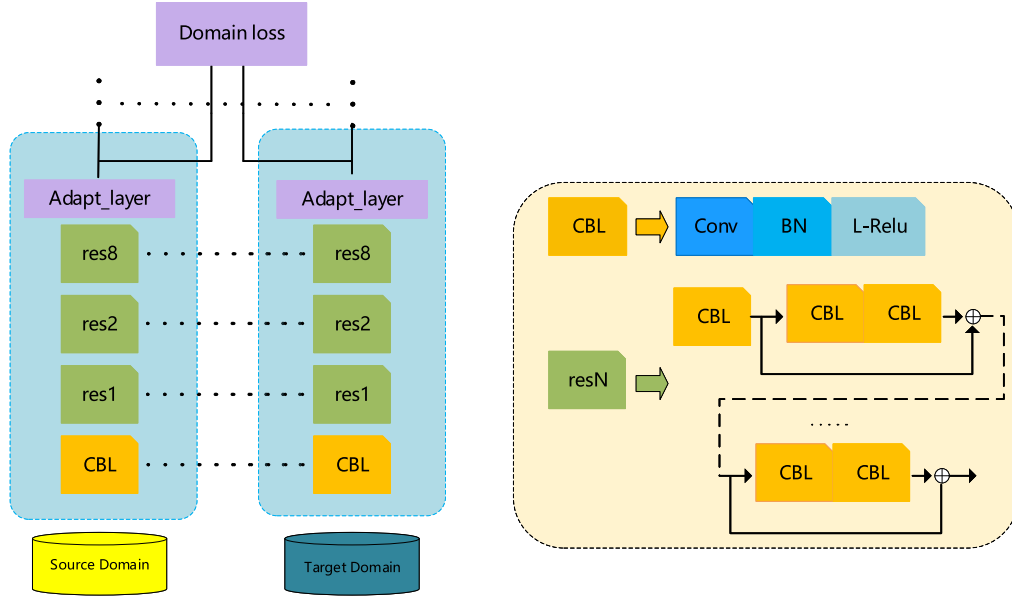 Domain loss
Adapt_layer
Adapt_layer
res8
res8
res2
res2
res1
res1
CBL
CBL
Source Domain
Target Domain
CBL
Conv
BN
L-Relu
CBL
CBL
CBL
resN
CBL
CBL